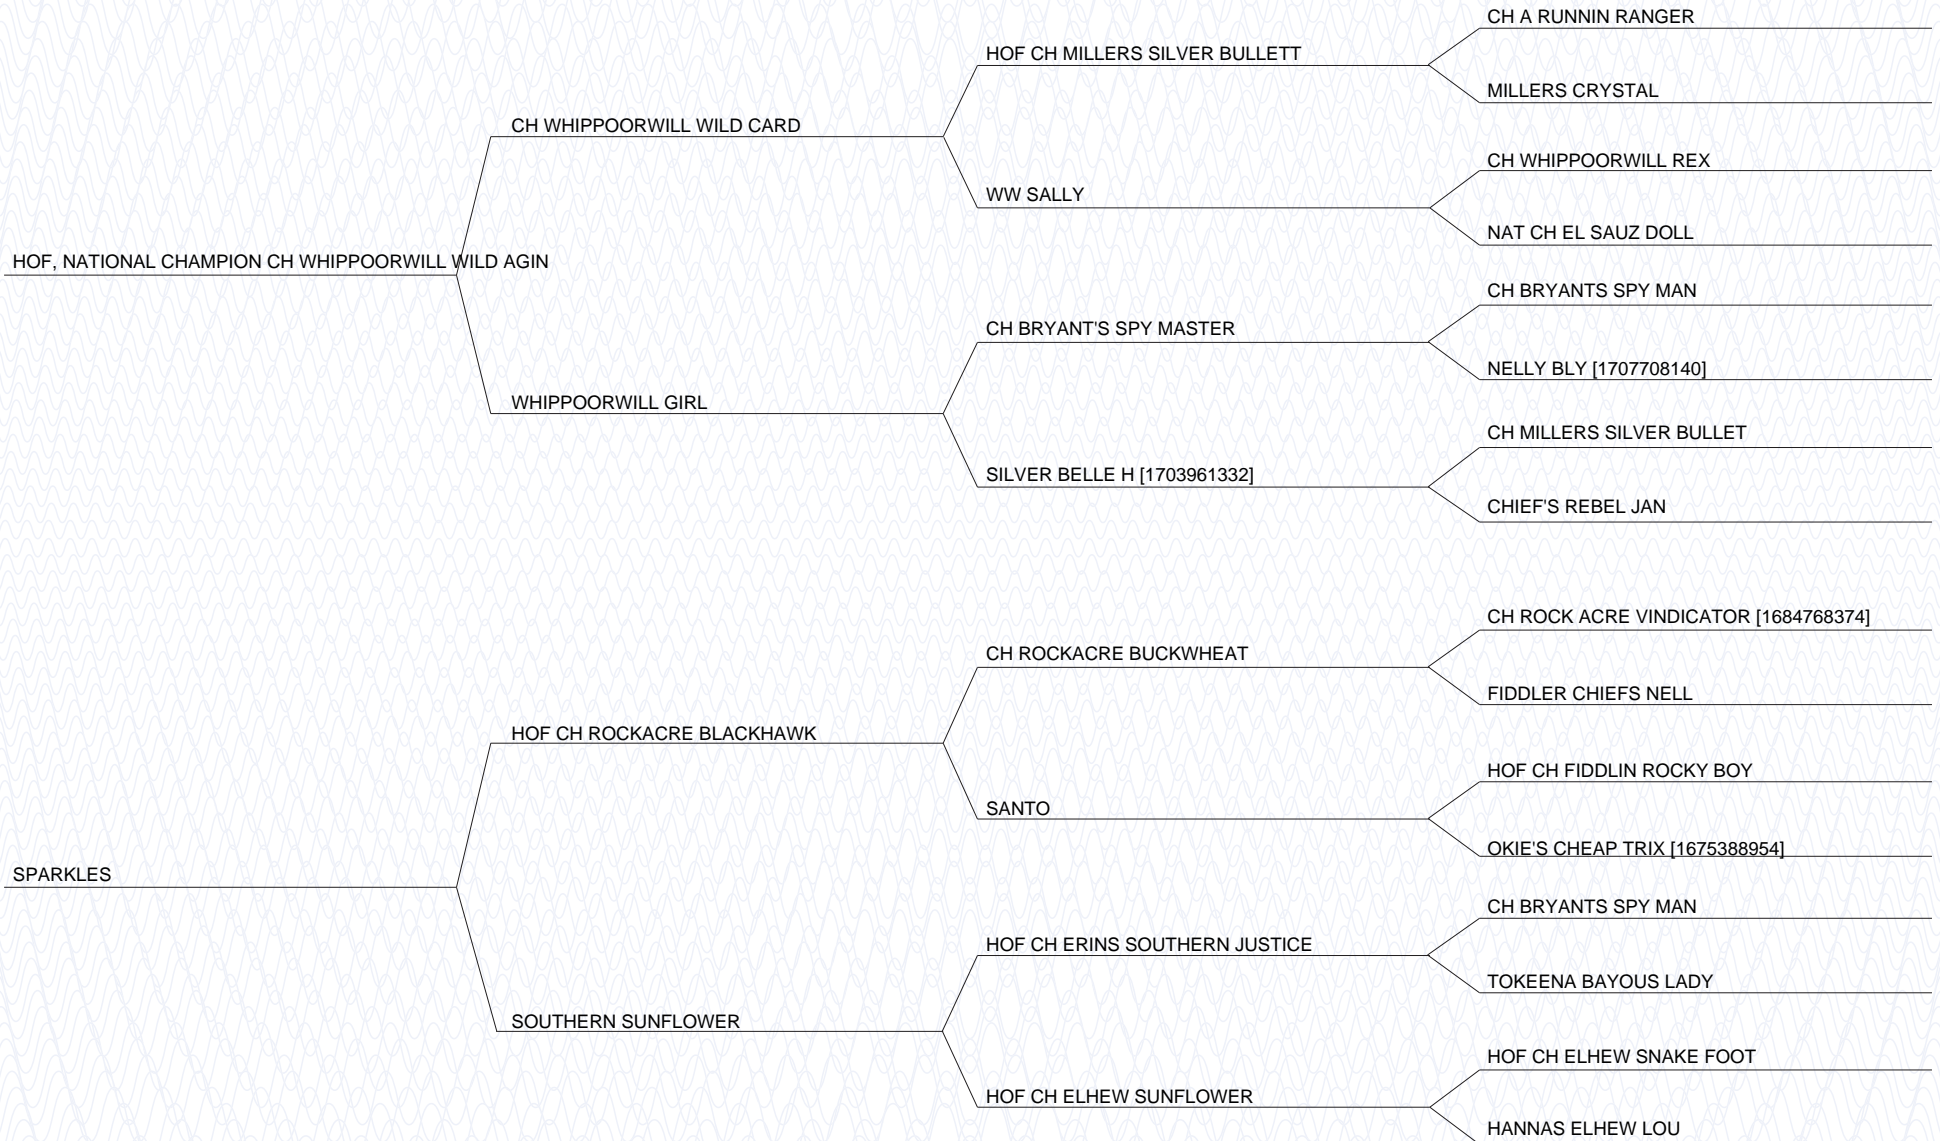 CH A RUNNIN RANGER
HOF CH MILLERS SILVER BULLETT
MILLERS CRYSTAL
CH WHIPPOORWILL WILD CARD
CH WHIPPOORWILL REX
WW SALLY
NAT CH EL SAUZ DOLL
HOF, NATIONAL CHAMPION CH WHIPPOORWILL WILD AGIN
CH BRYANTS SPY MAN
CH BRYANT'S SPY MASTER
NELLY BLY [1707708140]
WHIPPOORWILL GIRL
CH MILLERS SILVER BULLET
SILVER BELLE H [1703961332]
CHIEF'S REBEL JAN
CH ROCK ACRE VINDICATOR [1684768374]
CH ROCKACRE BUCKWHEAT
FIDDLER CHIEFS NELL
HOF CH ROCKACRE BLACKHAWK
HOF CH FIDDLIN ROCKY BOY
SANTO
OKIE'S CHEAP TRIX [1675388954]
SPARKLES
CH BRYANTS SPY MAN
HOF CH ERINS SOUTHERN JUSTICE
TOKEENA BAYOUS LADY
SOUTHERN SUNFLOWER
HOF CH ELHEW SNAKE FOOT
HOF CH ELHEW SUNFLOWER
HANNAS ELHEW LOU